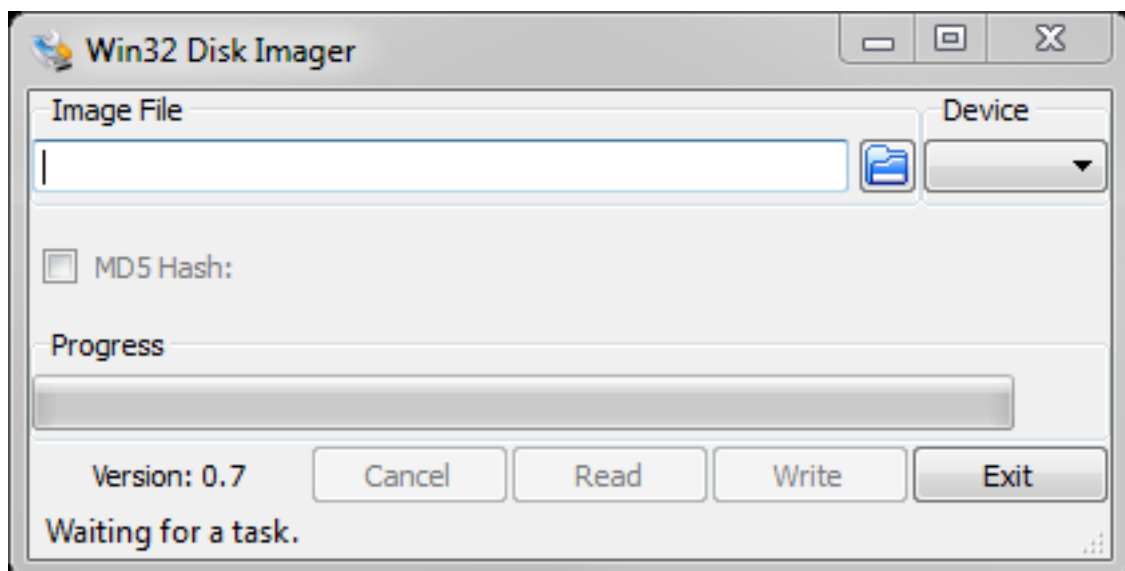 Win32 Disk Imager
Image File Device
MD5 Hash:
Progress
Version: 0.7 Cancel Read Write Exit
Waiting for a task.